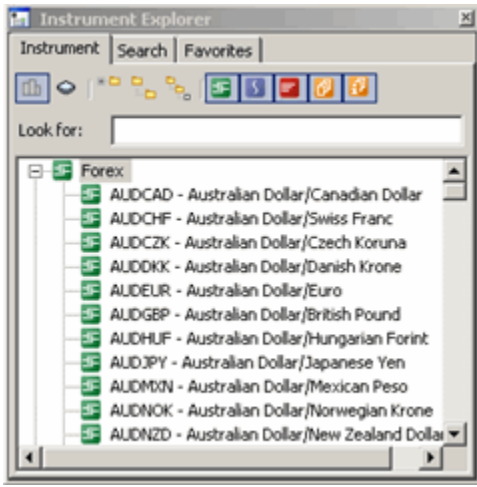 Instrument Explorer
Instrument Search Favorites
Look for:
Forex
AUDCAD - Australian Dollar/Canadian Dollar
AUDCHF - Australian Dollar/Swiss Franc
AUDCZK - Australian Dollar/Czech Koruna
AUDDKK - Australian Dollar/Danish Krone
AUDEUR - Australian Dollar/Euro
AUDGBP - Australian Dollar/British Pound
AUDHUF - Australian Dollar/Hungarian Forint
AUDJPY - Australian Dollar/Japanese Yen
AUDMXN - Australian Dollar/Mexican Peso
AUDNOK - Australian Dollar/Norwegian Krone
AUDNZD - Australian Dollar/New Zealand Dollar